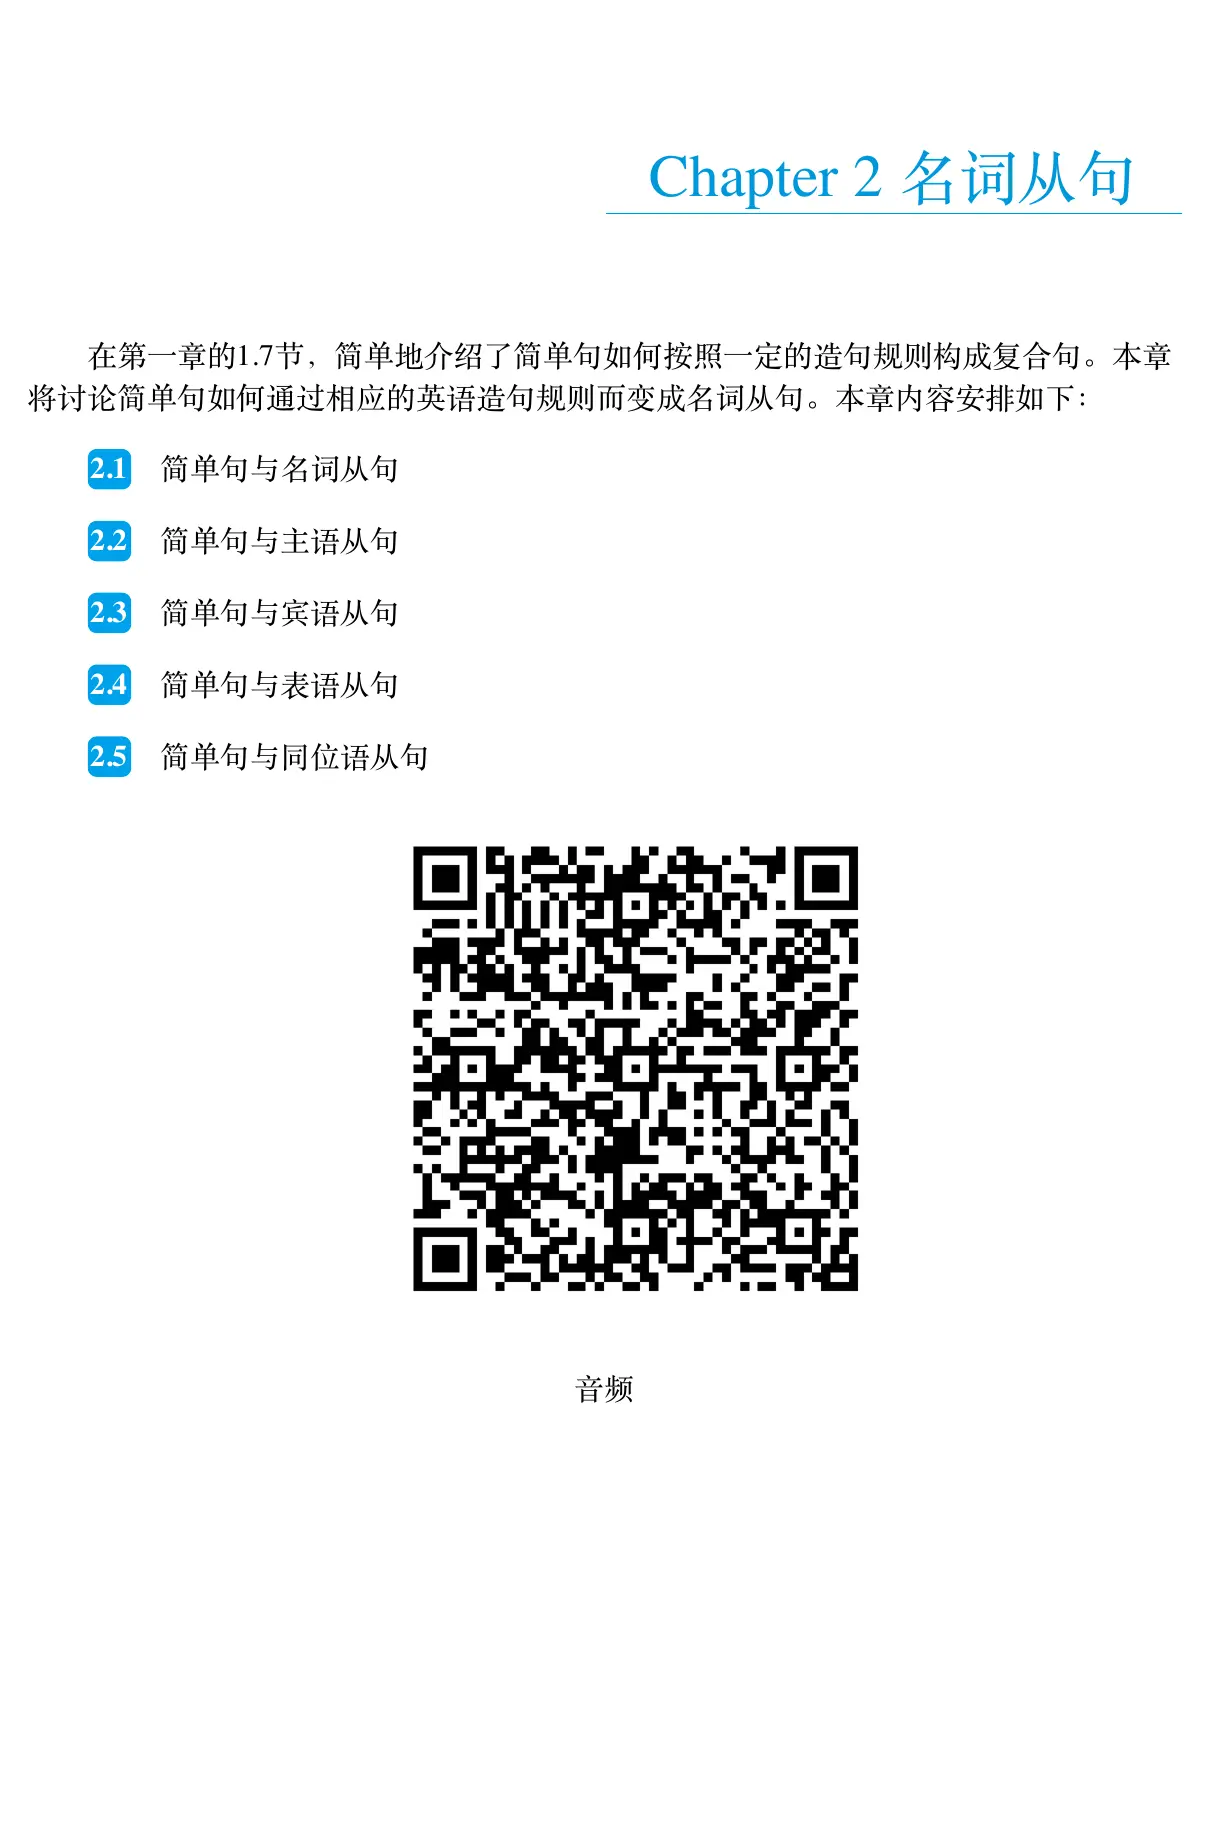 Chapter 2 名词从句
在第一章的1.7节，简单地介绍了简单句如何按照一定的造句规则构成复合句。本章
将讨论简单句如何通过相应的英语造句规则而变成名词从句。本章内容安排如下：
2.1 简单句与名词从句
2.2 简单句与主语从句
2.3 简单句与宾语从句
2.4 简单句与表语从句
2.5 简单句与同位语从句
音频